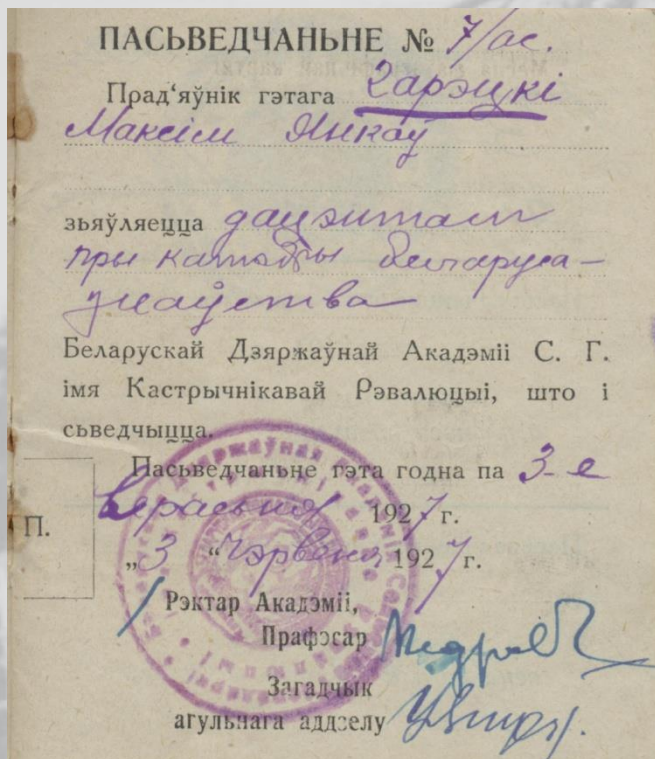 ПАСЬВЕДЧАНЬНЕ № 7/ас.
Прад'яўнік гэтага Гарэцкі
Максім Янкаў
зьяўляецца дацэнтам
пры катэдры беларуса-
знаўства
Беларускай Дзяржаўнай Акадэміі С. Г.
імя Кастрычнікавай Рэвалюцыі, што і
сьведчыцца.
Пасьведчаньне гэта годна па 3-е
верасьня 1927 г.
П.
„3 “ чэрвеня 1927 г.
Рэктар Акадэміі,
Прафэсар
Загадчык
агульнага аддзелу